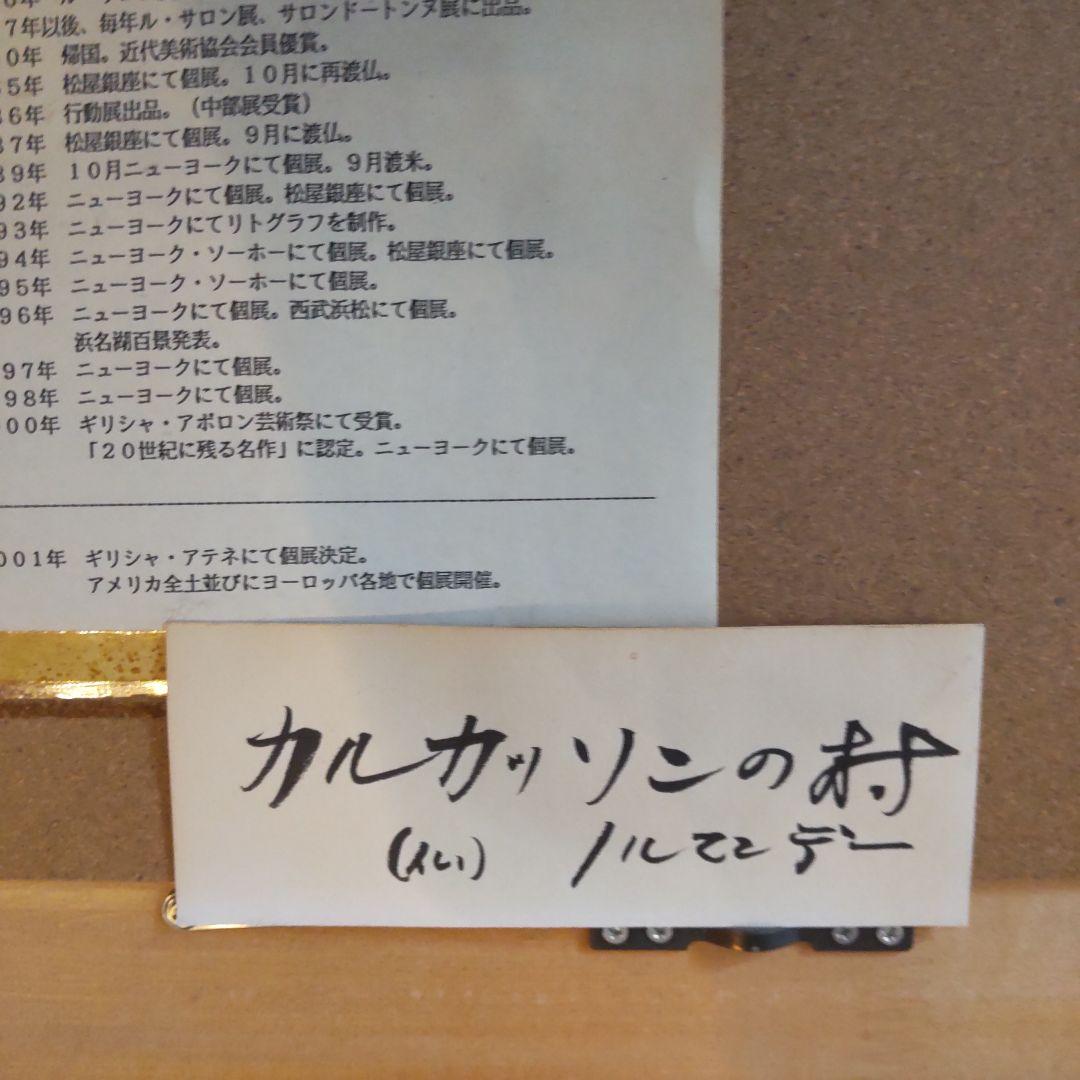 7年以後、毎年ル・サロン展、サロンドートンヌ展に出品。
0年 帰国。近代美術協会会員優賞。
85年 松屋銀座にて個展。10月に再渡仏。
86年 行動展出品。(中部展受賞)
87年 松屋銀座にて個展。9月に渡仏。
89年 10月ニューヨークにて個展。9月渡米。
92年 ニューヨークにて個展。松屋銀座にて個展。
93年 ニューヨークにてリトグラフを制作。
94年 ニューヨーク・ソーホーにて個展。松屋銀座にて個展。
95年 ニューヨーク・ソーホーにて個展。
96年 ニューヨークにて個展。西武浜松にて個展。
浜名湖百景発表。
97年 ニューヨークにて個展。
98年 ニューヨークにて個展。
000年 ギリシャ・アポロン芸術祭にて受賞。
「20世紀に残る名作」に認定。ニューヨークにて個展。
001年 ギリシャ・アテネにて個展決定。
アメリカ全土並びにヨーロッパ各地で個展開催。
カルカッソンの村
(仏) ノルマンデー